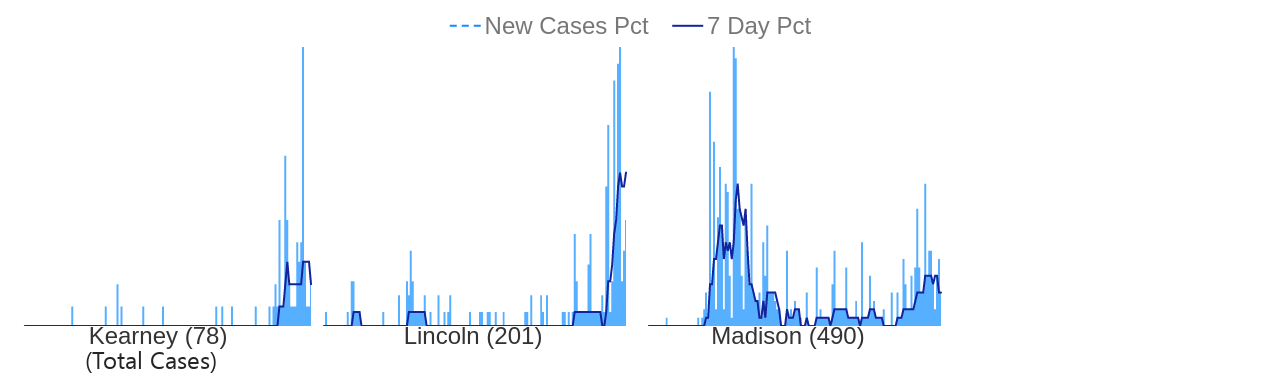 New Cases Pct 7 Day Pct
Kearney (78) Lincoln (201) Madison (490)
(Total Cases)